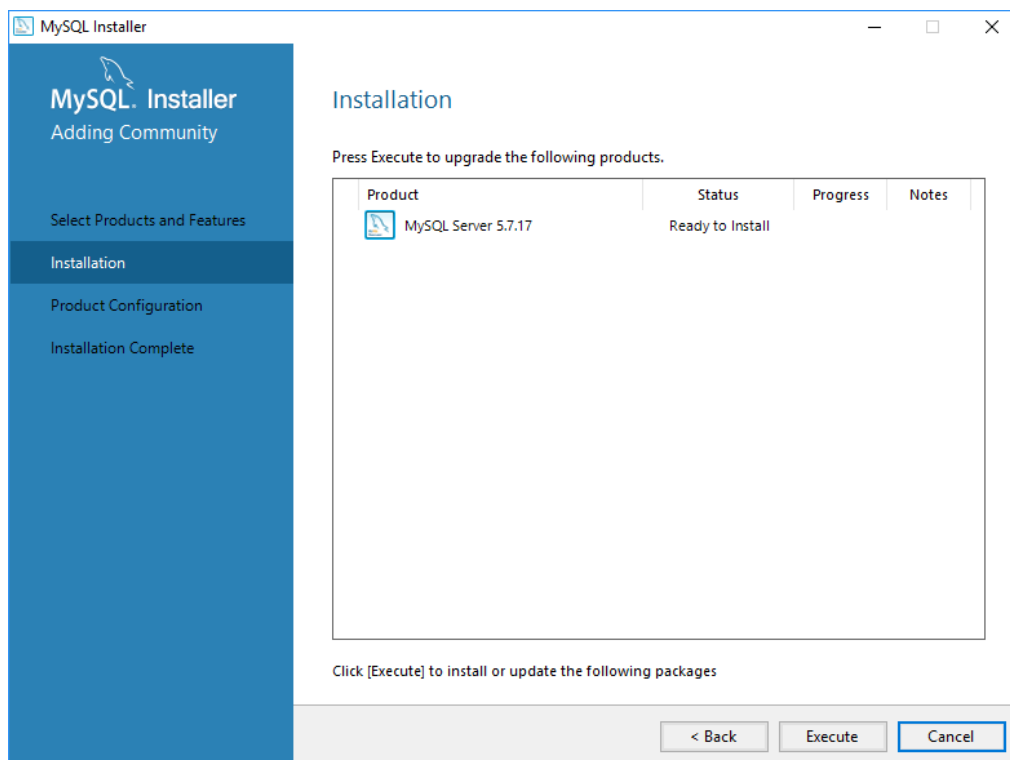 MySQL Installer
MySQL. Installer
Adding Community
Select Products and Features
Installation
Product Configuration
Installation Complete
Installation
Press Execute to upgrade the following products.
Product Status Progress Notes
MySQL Server 5.7.17 Ready to Install
Click [Execute] to install or update the following packages
< Back Execute Cancel